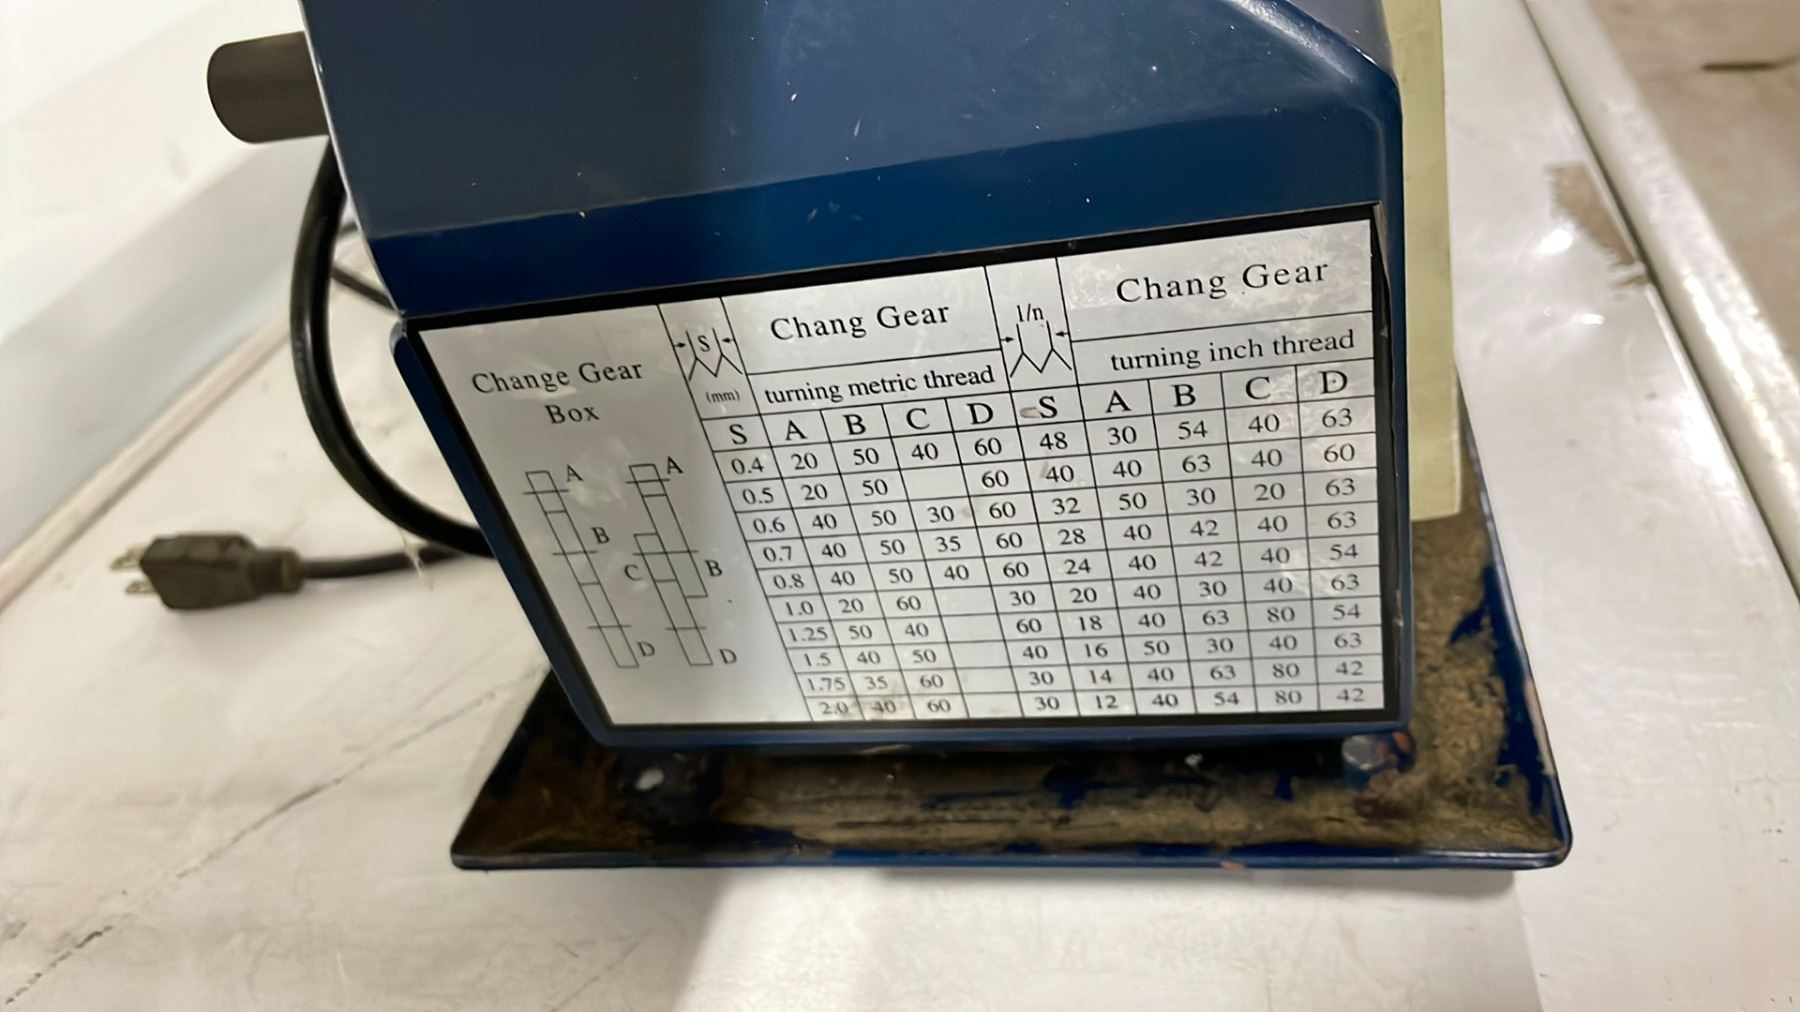 Change Gear
Box
A
B
D
A
B
C
D
S
(mm)
Chang Gear
turning metric thread
1/n
Chang Gear
turning inch thread
S A B C D S A B C D
0.4 20 50 40 60 48 30 54 40 63
0.5 20 50 60 40 40 63 40 60
0.6 40 50 30 60 32 50 30 20 63
0.7 40 50 35 60 28 40 42 40 63
0.8 40 50 40 60 24 40 42 40 54
1.0 20 60 30 20 40 30 40 63
1.25 50 40 60 18 40 63 80 54
1.5 40 50 40 16 50 30 40 63
1.75 35 60 30 14 40 63 80 42
2.0 40 60 30 12 40 54 80 42